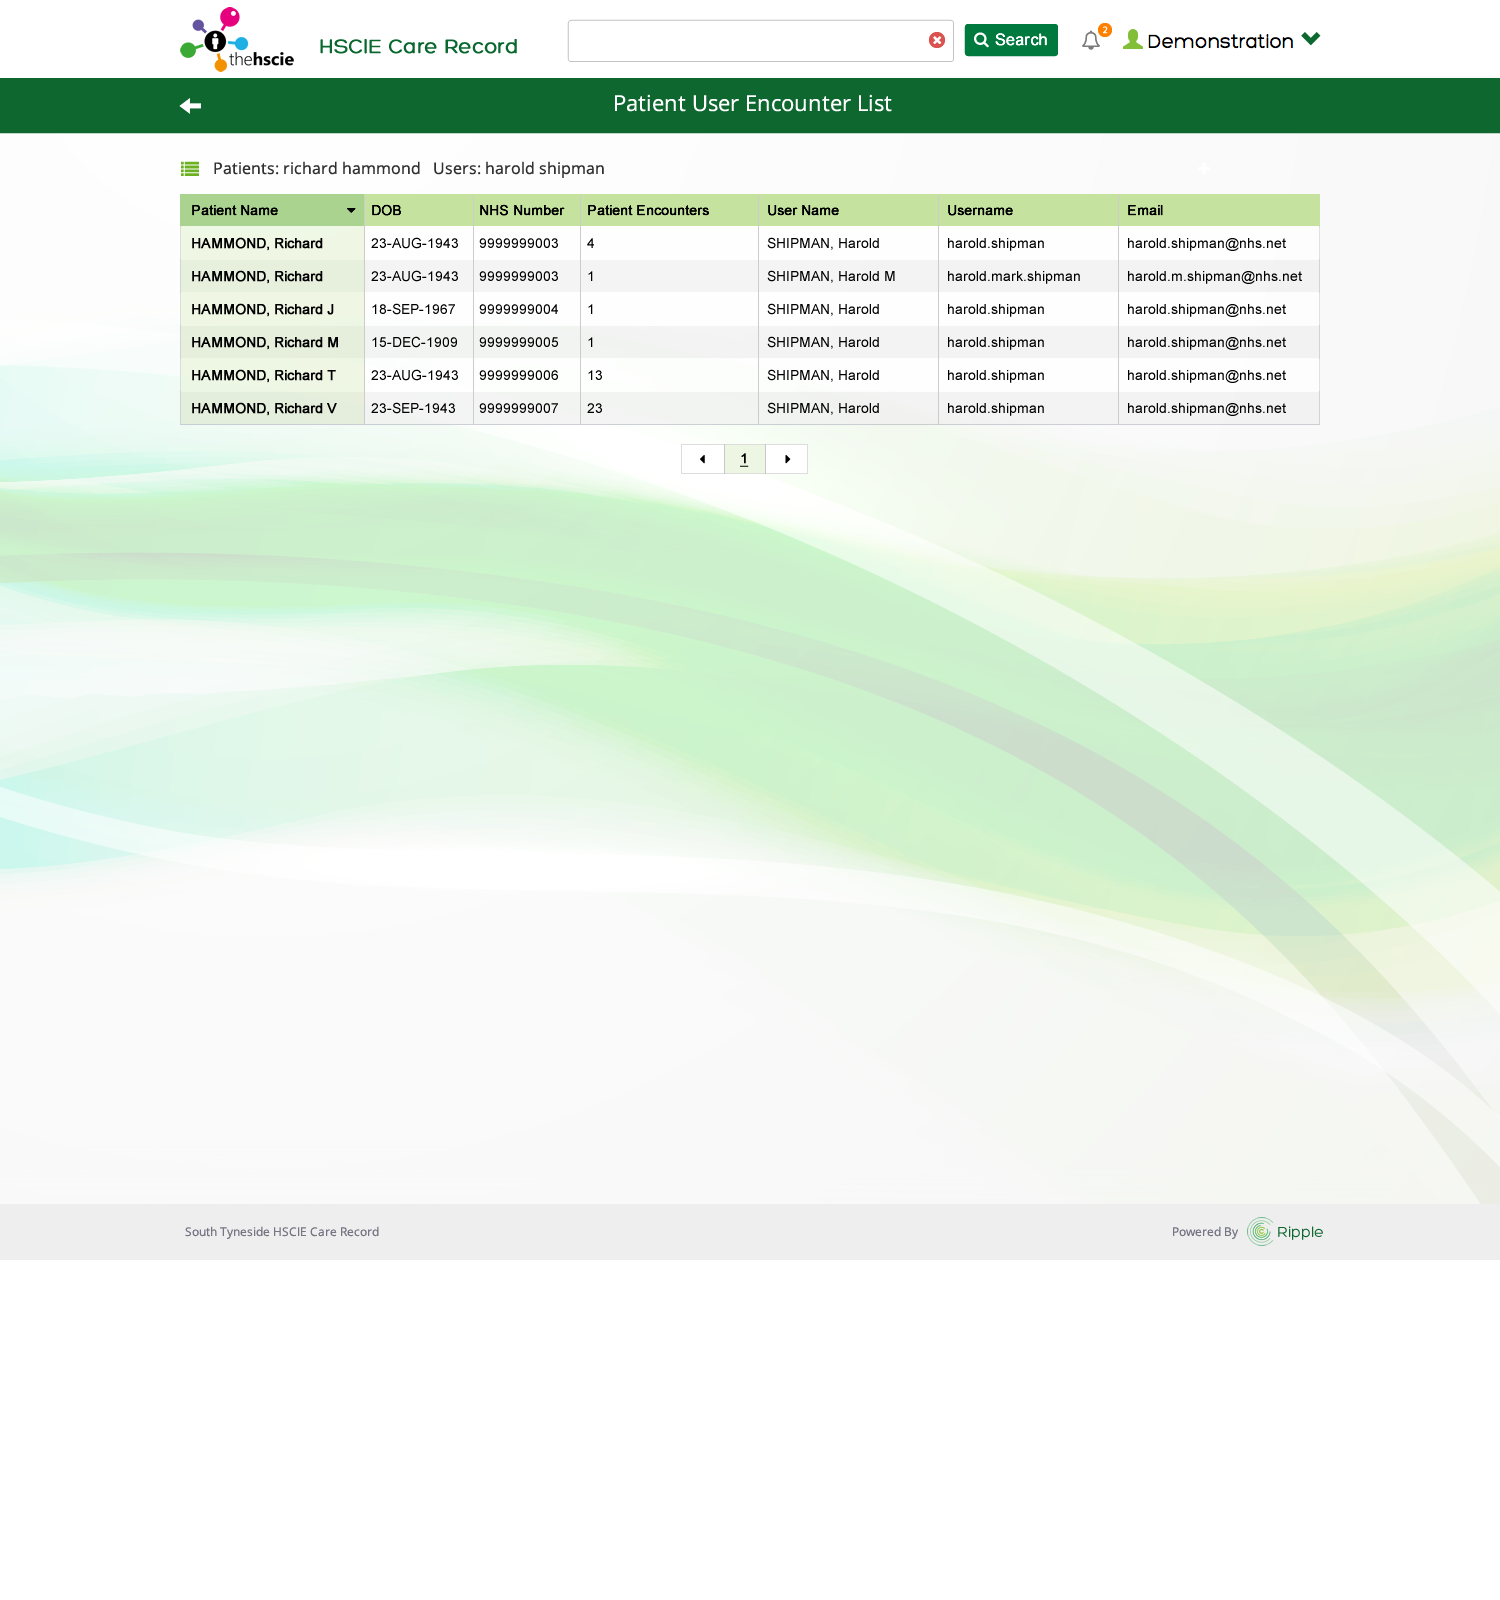 thehscie HSCIE Care Record Search 2 Demonstration
Patient User Encounter List
Patients: richard hammond Users: harold shipman
Patient Name DOB NHS Number Patient Encounters User Name Username Email
HAMMOND, Richard 23-AUG-1943 9999999003 4 SHIPMAN, Harold harold.shipman harold.shipman@nhs.net
HAMMOND, Richard 23-AUG-1943 9999999003 1 SHIPMAN, Harold M harold.mark.shipman harold.m.shipman@nhs.net
HAMMOND, Richard J 18-SEP-1967 9999999004 1 SHIPMAN, Harold harold.shipman harold.shipman@nhs.net
HAMMOND, Richard M 15-DEC-1909 9999999005 1 SHIPMAN, Harold harold.shipman harold.shipman@nhs.net
HAMMOND, Richard T 23-AUG-1943 9999999006 13 SHIPMAN, Harold harold.shipman harold.shipman@nhs.net
HAMMOND, Richard V 23-SEP-1943 9999999007 23 SHIPMAN, Harold harold.shipman harold.shipman@nhs.net
1
South Tyneside HSCIE Care Record Powered By Ripple